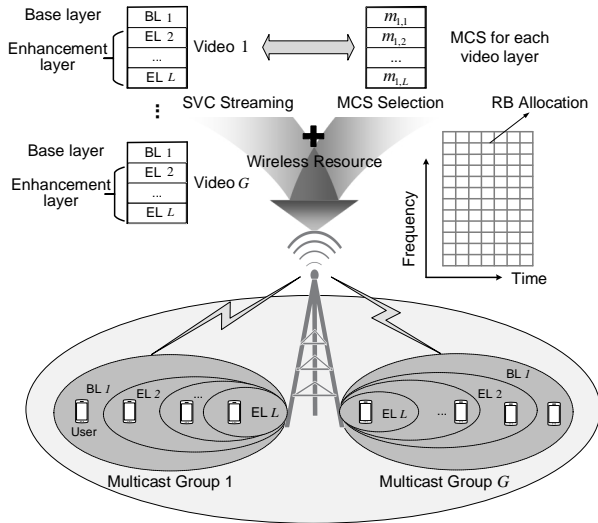 Base layer
BL 1
Enhancement layer
EL 2
...
EL L
Video 1
m1,1
m1,2
...
m1,L
MCS for each video layer
...
SVC Streaming
MCS Selection
+
Wireless Resource
RB Allocation
Base layer
BL 1
Enhancement layer
EL 2
...
EL L
Video G
Frequency
Time
BL 1
EL 2
...
EL L
User
Multicast Group 1
BL 1
EL 2
...
EL L
Multicast Group G